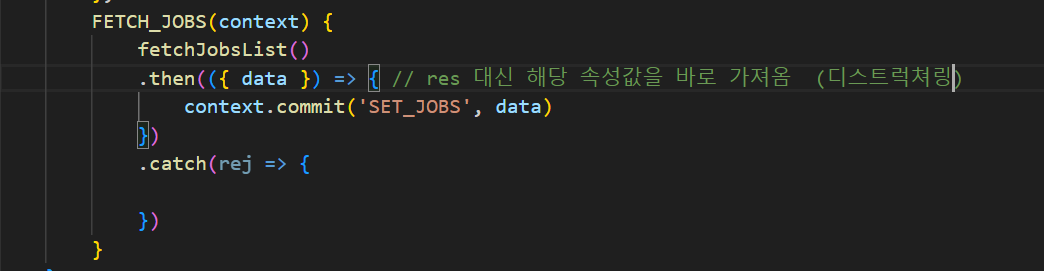 FETCH_JOBS(context) {
fetchJobsList()
.then(({ data }) => { // res 대신 해당 속성값을 바로 가져옴 (디스트럭쳐링)
context.commit('SET_JOBS', data)
})
.catch(rej => {
})
}